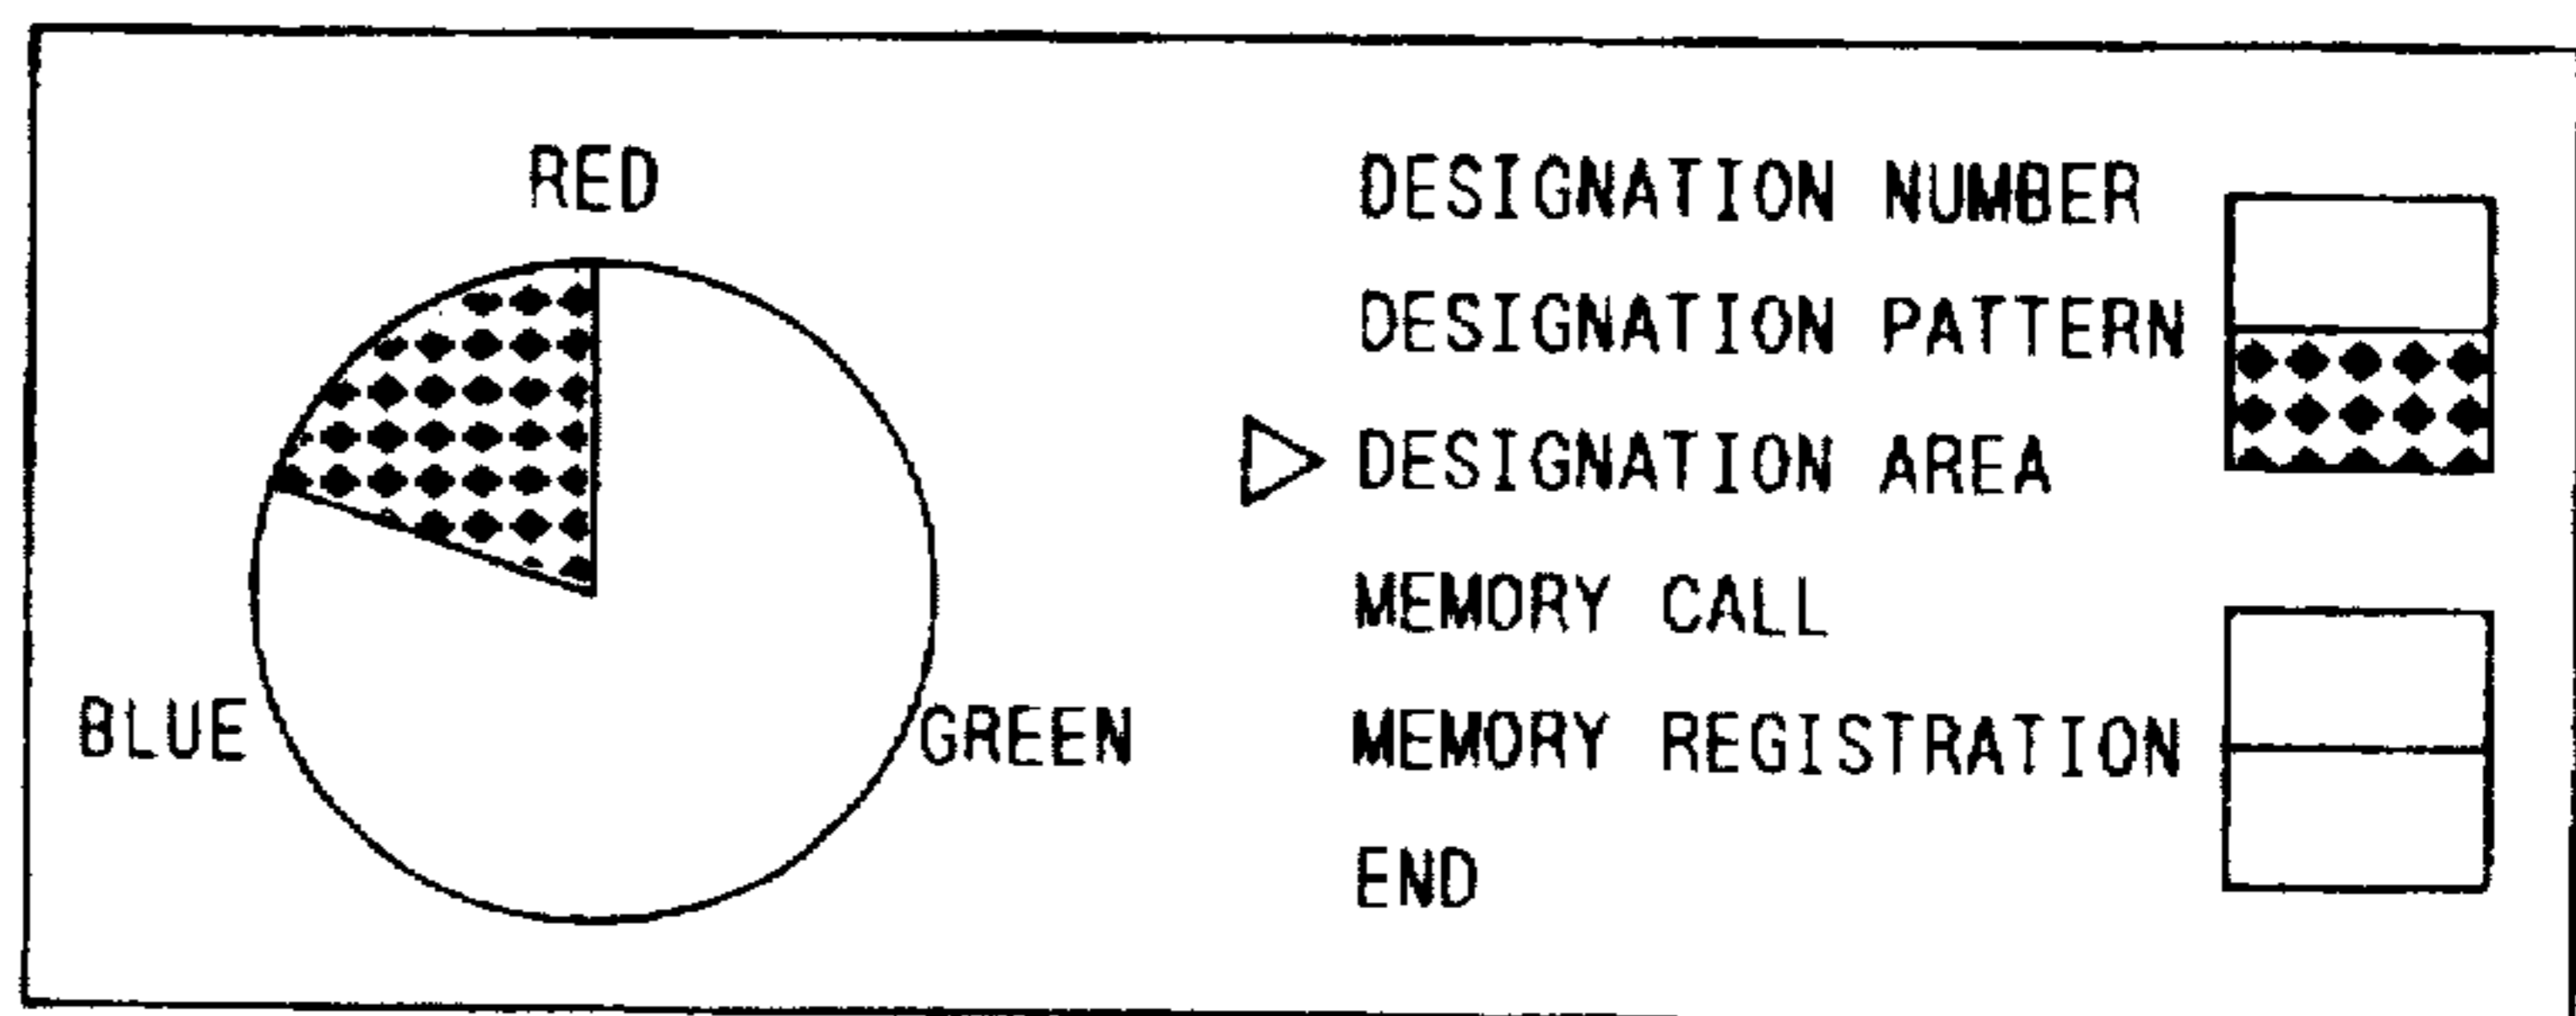 RED
BLUE
GREEN
DESIGNATION NUMBER
DESIGNATION PATTERN
DESIGNATION AREA
MEMORY CALL
MEMORY REGISTRATION
END